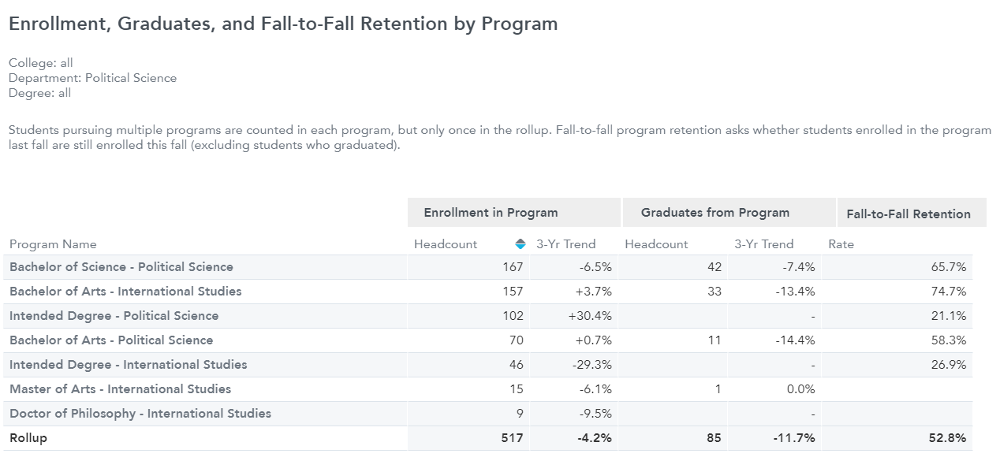 Enrollment, Graduates, and Fall-to-Fall Retention by Program
College: all
Department: Political Science
Degree: all
Students pursuing multiple programs are counted in each program, but only once in the rollup. Fall-to-fall program retention asks whether students enrolled in the program
last fall are still enrolled this fall (excluding students who graduated).
Enrollment in Program Graduates from Program Fall-to-Fall Retention
Program Name Headcount 3-Yr Trend Headcount 3-Yr Trend Rate
Bachelor of Science - Political Science 167 -6.5% 42 -7.4% 65.7%
Bachelor of Arts - International Studies 157 +3.7% 33 -13.4% 74.7%
Intended Degree - Political Science 102 +30.4% - 21.1%
Bachelor of Arts - Political Science 70 +0.7% 11 -14.4% 58.3%
Intended Degree - International Studies 46 -29.3% - 26.9%
Master of Arts - International Studies 15 -6.1% 1 0.0%
Doctor of Philosophy - International Studies 9 -9.5% -
Rollup 517 -4.2% 85 -11.7% 52.8%